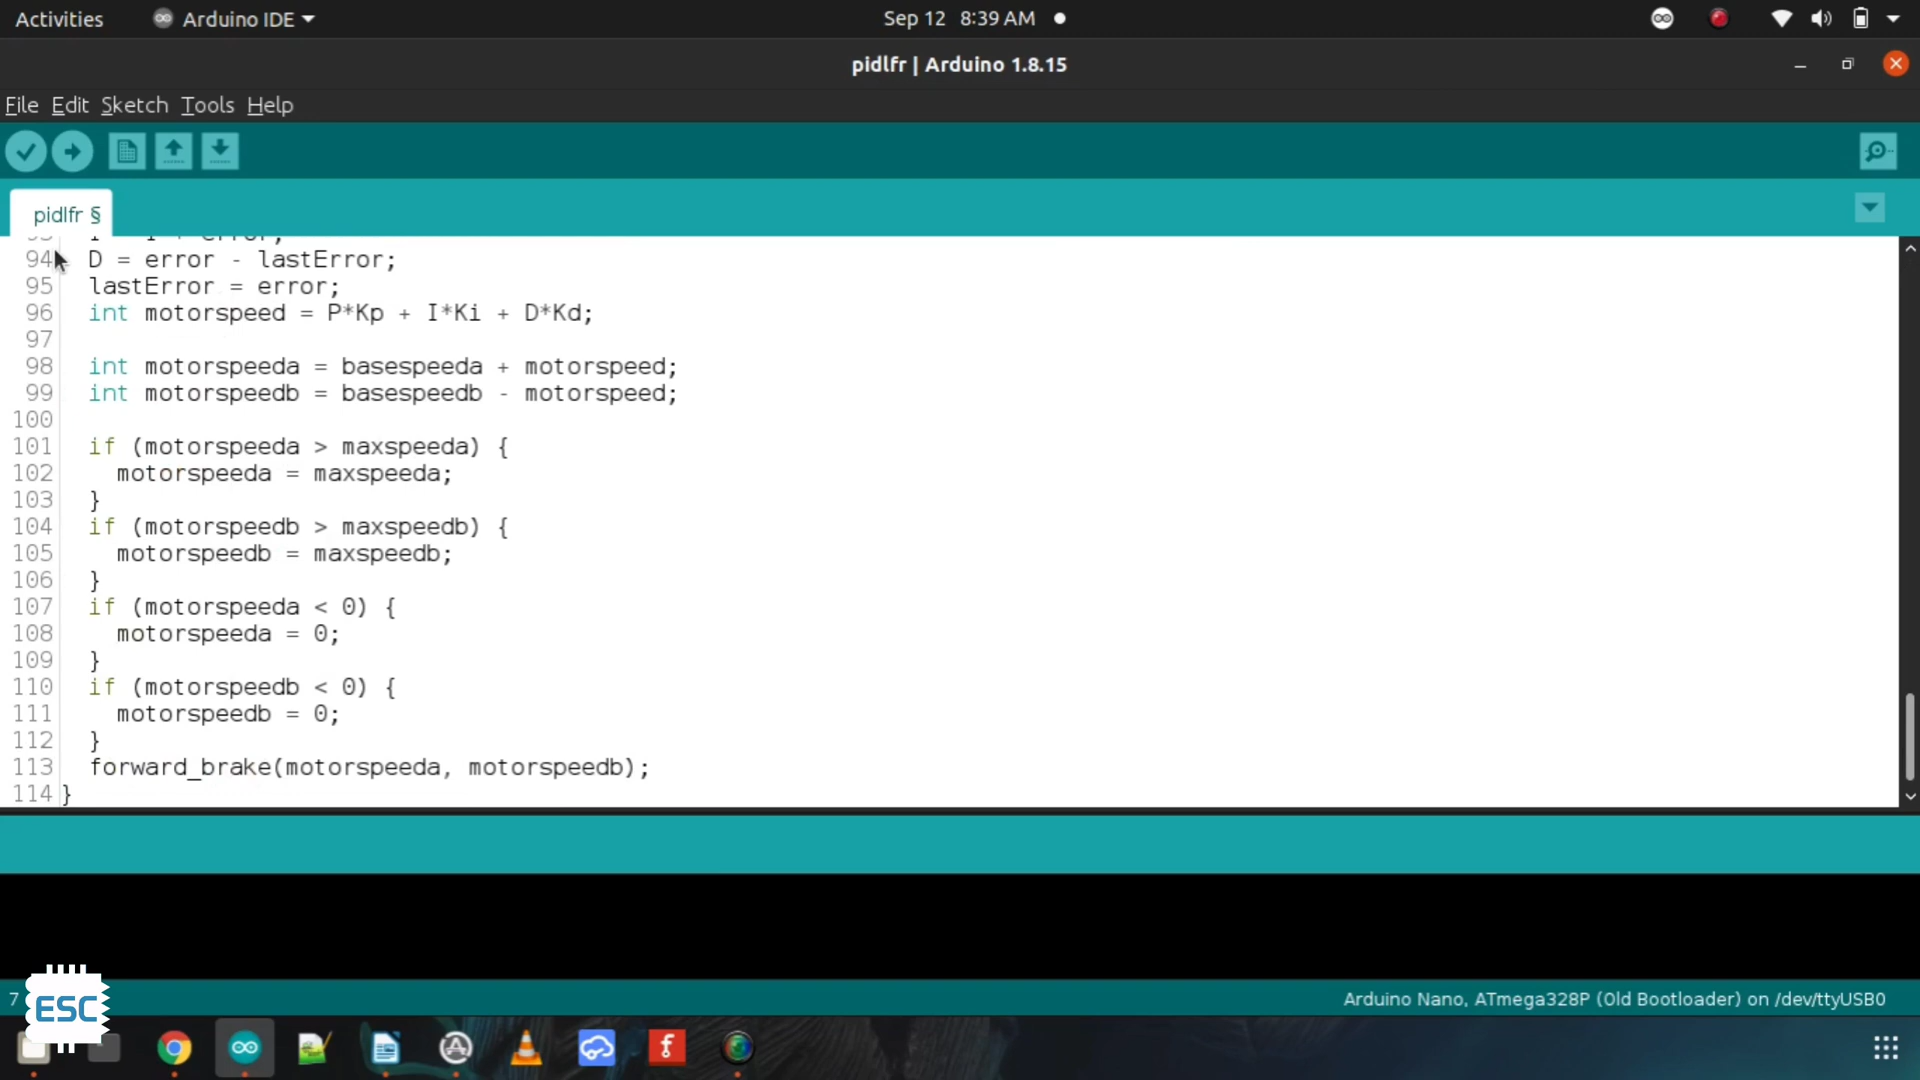 Activities Arduino IDE Sep 12 8:39 AM
pidlfr | Arduino 1.8.15
File Edit Sketch Tools Help
pidlfr §
93 I = I + error;
94 D = error - lastError;
95 lastError = error;
96 int motorspeed = P*Kp + I*Ki + D*Kd;
97
98 int motorspeeda = basespeeda + motorspeed;
99 int motorspeedb = basespeedb - motorspeed;
100
101 if (motorspeeda > maxspeeda) {
102 motorspeeda = maxspeeda;
103 }
104 if (motorspeedb > maxspeedb) {
105 motorspeedb = maxspeedb;
106 }
107 if (motorspeeda < 0) {
108 motorspeeda = 0;
109 }
110 if (motorspeedb < 0) {
111 motorspeedb = 0;
112 }
113 forward_brake(motorspeeda, motorspeedb);
114 }
7 Arduino Nano, ATmega328P (Old Bootloader) on /dev/ttyUSB0
ESC